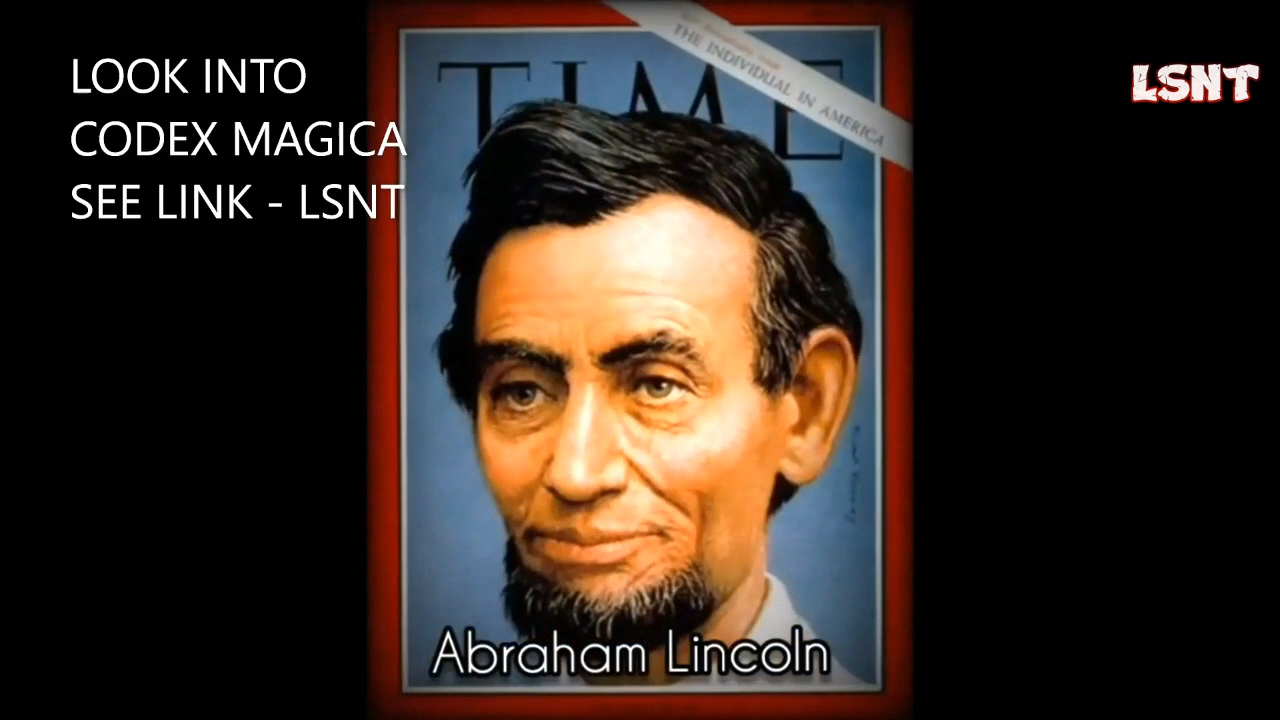 LOOK INTO
CODEX MAGICA
SEE LINK - LSNT
LSNT
TIME
THE INDIVIDUAL IN AMERICA
Abraham Lincoln